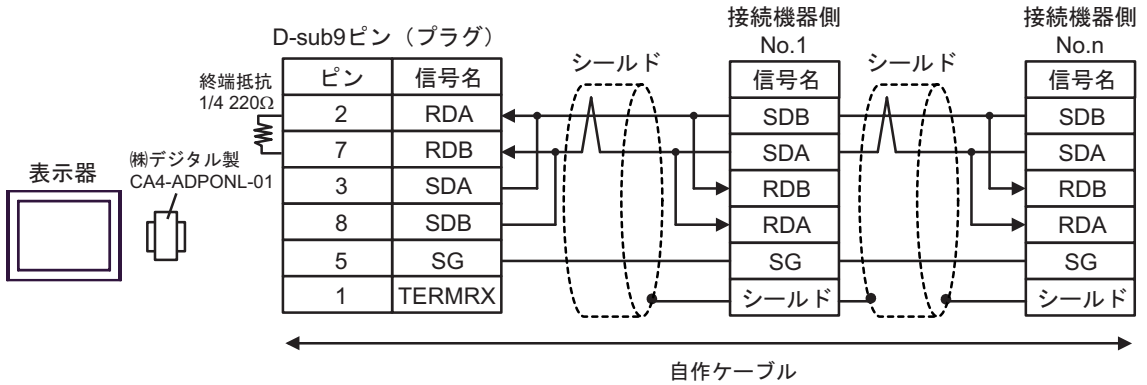 接続機器側
No.1
接続機器側
No.n
D-sub9ピン（プラグ）
シールド
シールド
終端抵抗
1/4 220Ω
ピン 信号名
信号名
信号名
2 RDA
SDB
SDB
7 RDB
SDA
SDA
表示器
㈱デジタル製
CA4-ADPONL-01
3 SDA
RDB
RDB
8 SDB
RDA
RDA
5 SG
SG
SG
1 TERMRX
シールド
シールド
自作ケーブル